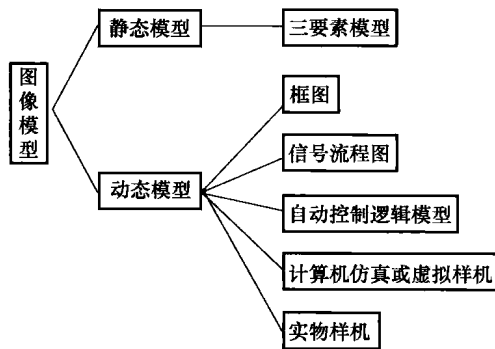 图像模型
静态模型
三要素模型
动态模型
框图
信号流程图
自动控制逻辑模型
计算机仿真或虚拟样机
实物样机